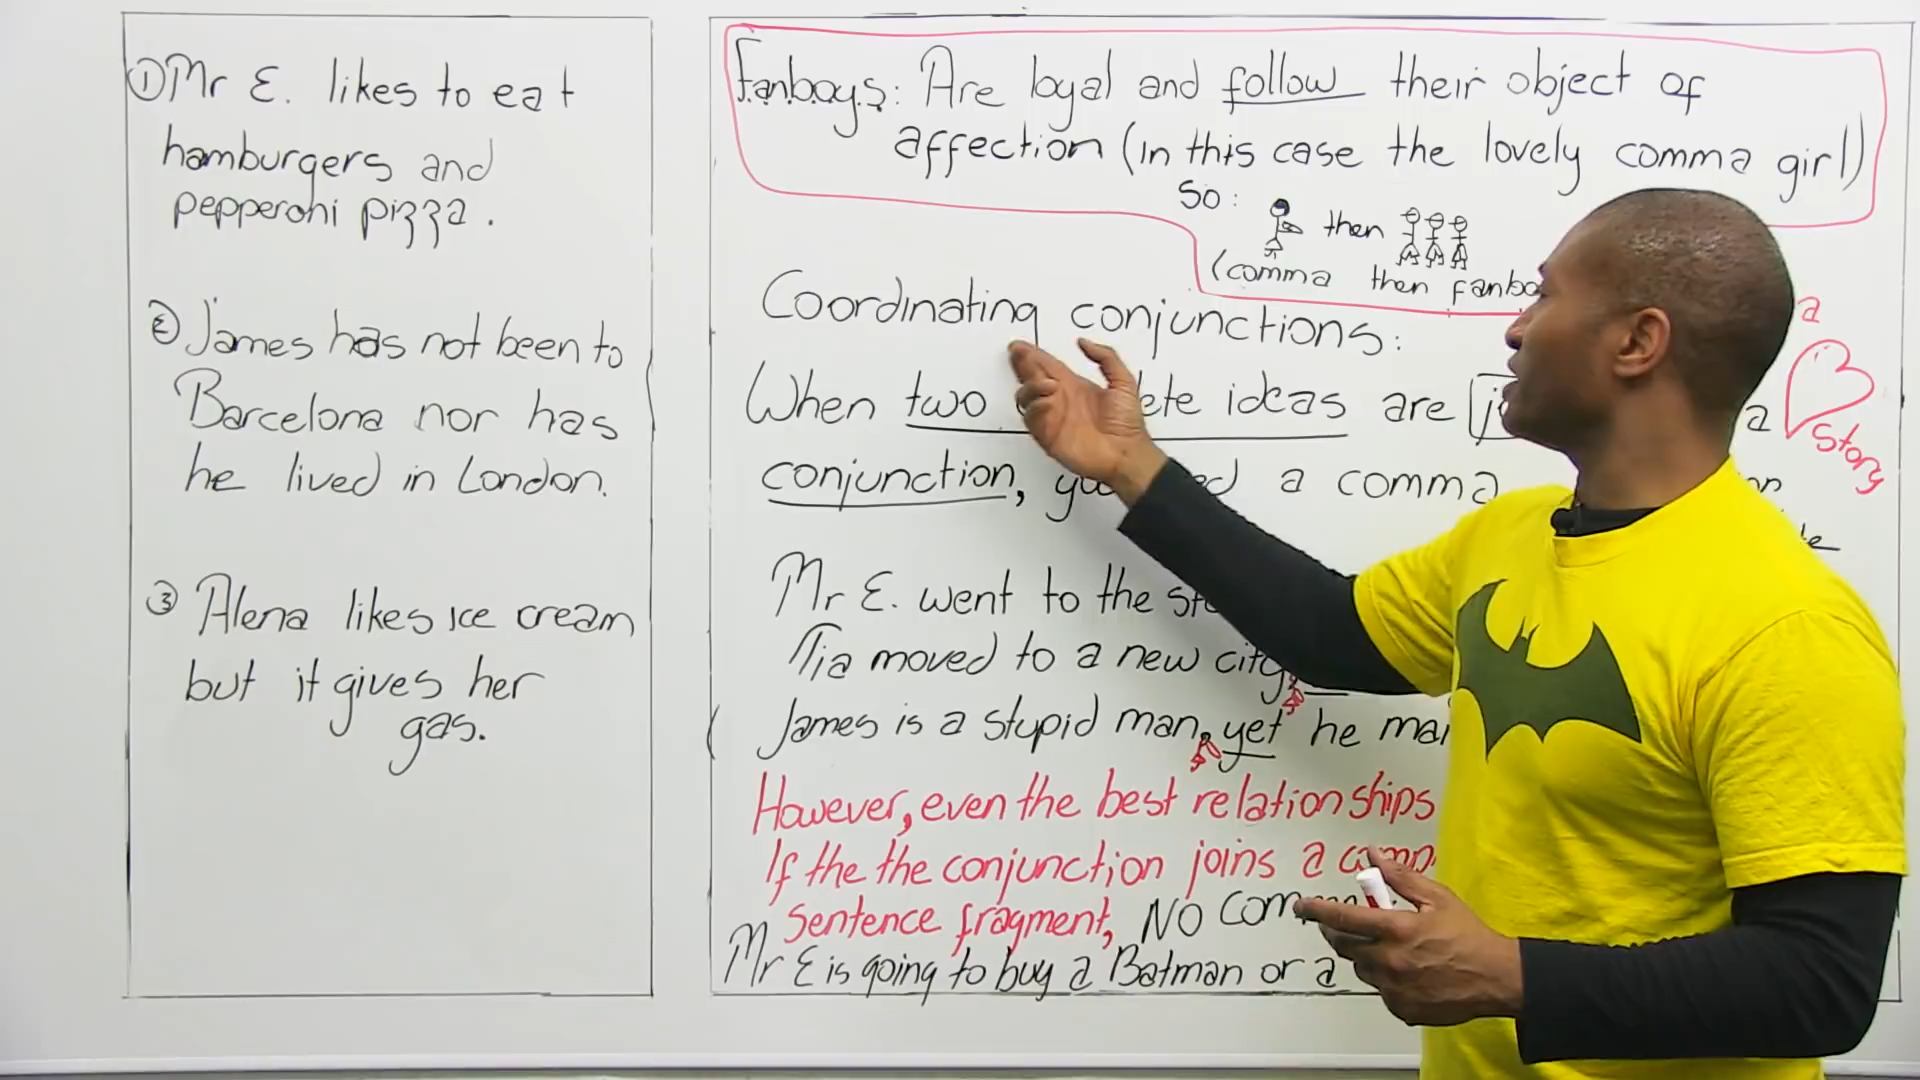 ① Mr E. likes to eat
hamburgers and
pepperoni pizza.
② James has not been to
Barcelona nor has
he lived in London.
③ Alena likes ice cream
but it gives her
gas.
Fanboys: Are loyal and follow their object of
affection (in this case the lovely comma girl)
So: then
(comma then fanbo
a
story
Coordinating conjunctions:
When two ideas are a
conjunction, a comma
Mr E. went to the
Tia moved to a new city,
James is a stupid man, yet he
However, even the best relationships
If the the conjunction joins a
sentence fragment, NO
Mr E is going to buy a Batman or a